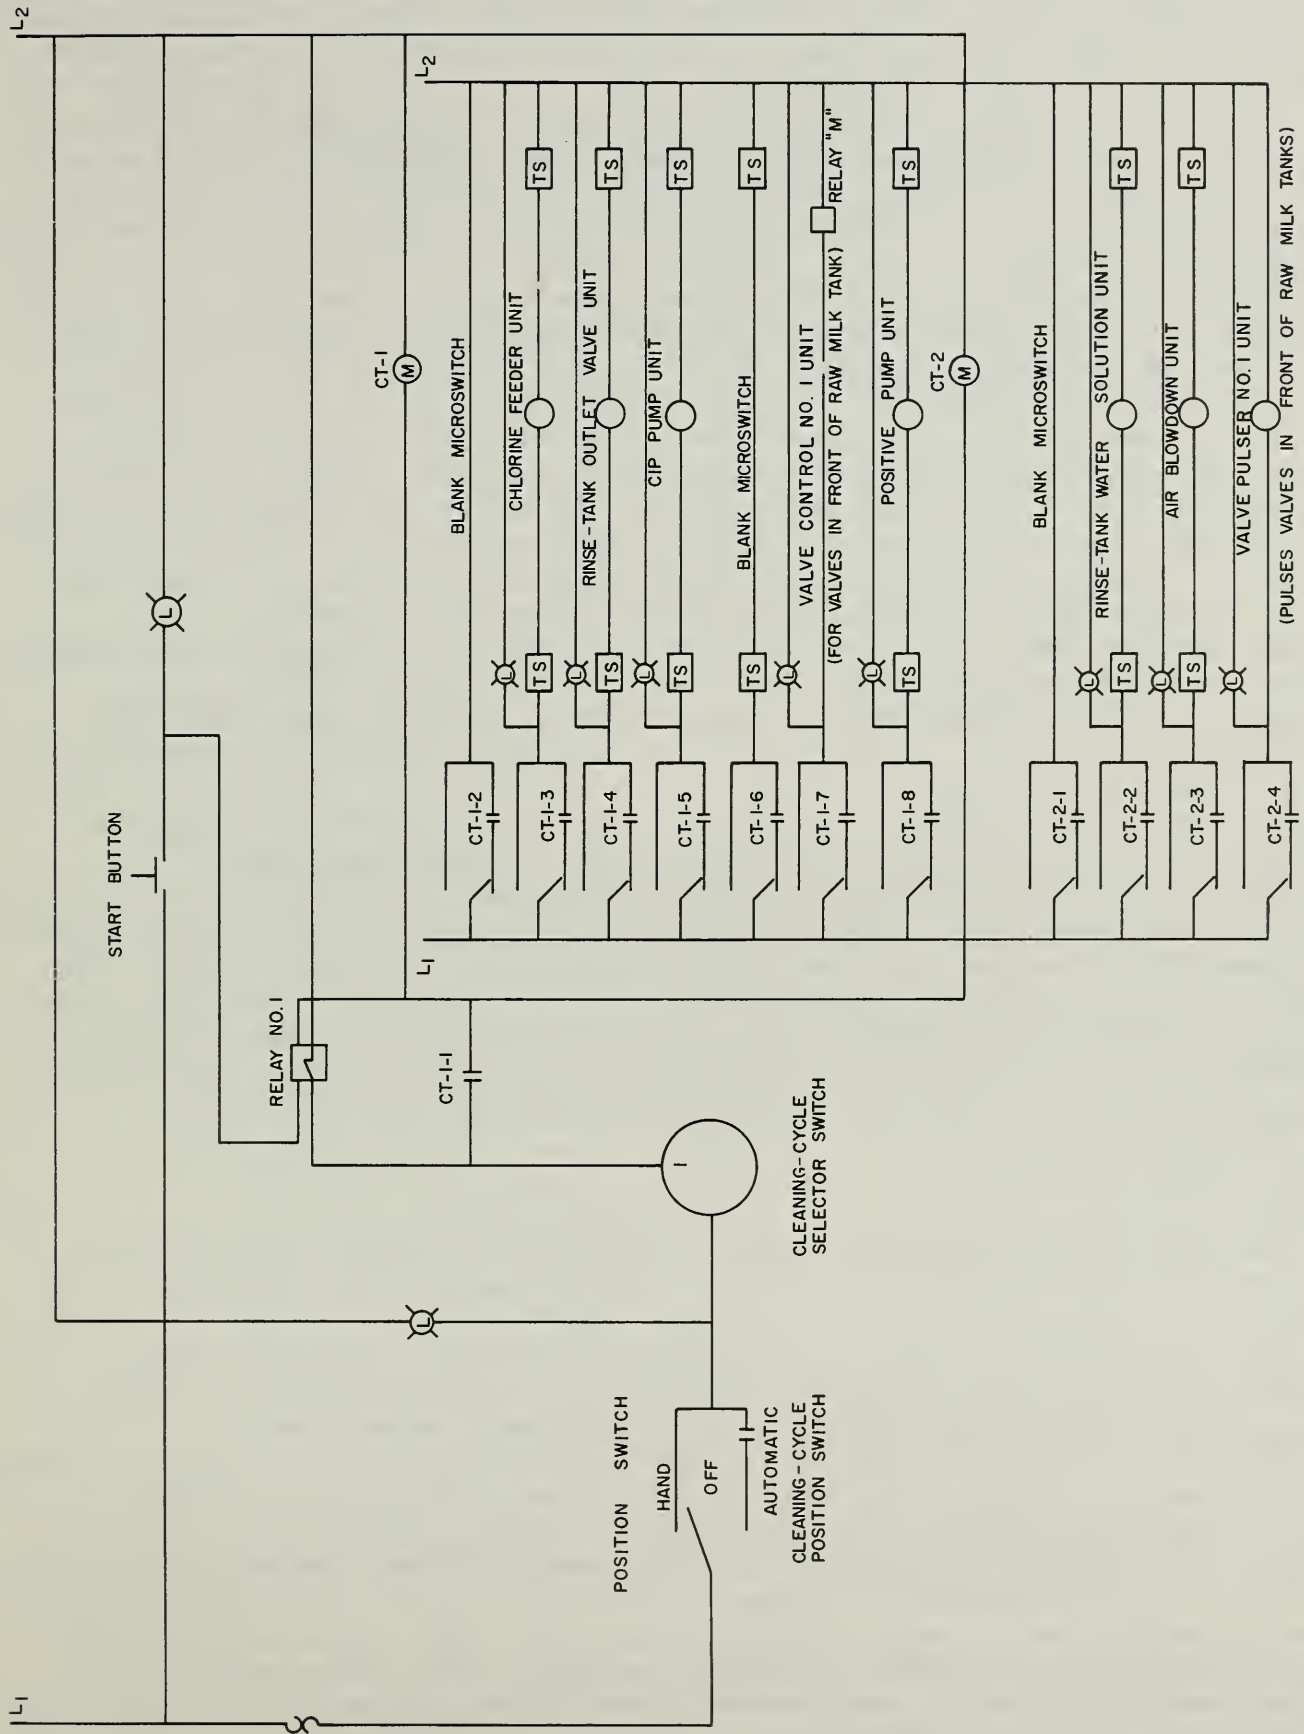 L2
START BUTTON
L
RELAY NO. 1
CT-1
M
CT-1-1
L1
L2
BLANK MICROSWITCH
CT-1-2
L
CHLORINE FEEDER UNIT
CT-1-3
TS
TS
L
RINSE-TANK OUTLET VALVE UNIT
CT-1-4
TS
TS
L
CIP PUMP UNIT
CT-1-5
TS
TS
BLANK MICROSWITCH
CT-1-6
TS
TS
L
VALVE CONTROL NO. 1 UNIT
CT-1-7
RELAY "M"
(FOR VALVES IN FRONT OF RAW MILK TANK)
L
POSITIVE PUMP UNIT
CT-1-8
TS
TS
CT-2
M
BLANK MICROSWITCH
CT-2-1
L
RINSE-TANK WATER SOLUTION UNIT
CT-2-2
TS
TS
L
AIR BLOWDOWN UNIT
CT-2-3
TS
TS
L
VALVE PULSER NO. 1 UNIT
CT-2-4
(PULSES VALVES IN FRONT OF RAW MILK TANKS)
L1
L
POSITION SWITCH
HAND
OFF
AUTOMATIC
CLEANING-CYCLE
POSITION SWITCH
1
CLEANING-CYCLE
SELECTOR SWITCH